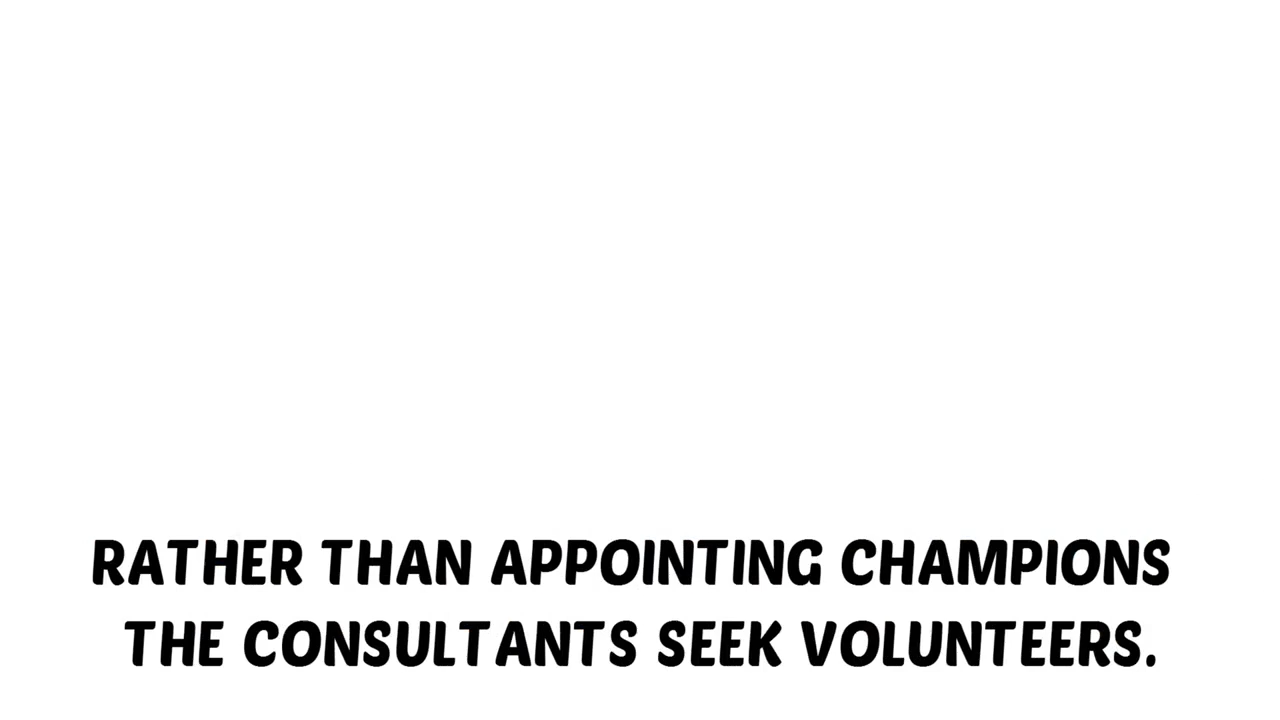 RATHER THAN APPOINTING CHAMPIONS
THE CONSULTANTS SEEK VOLUNTEERS.